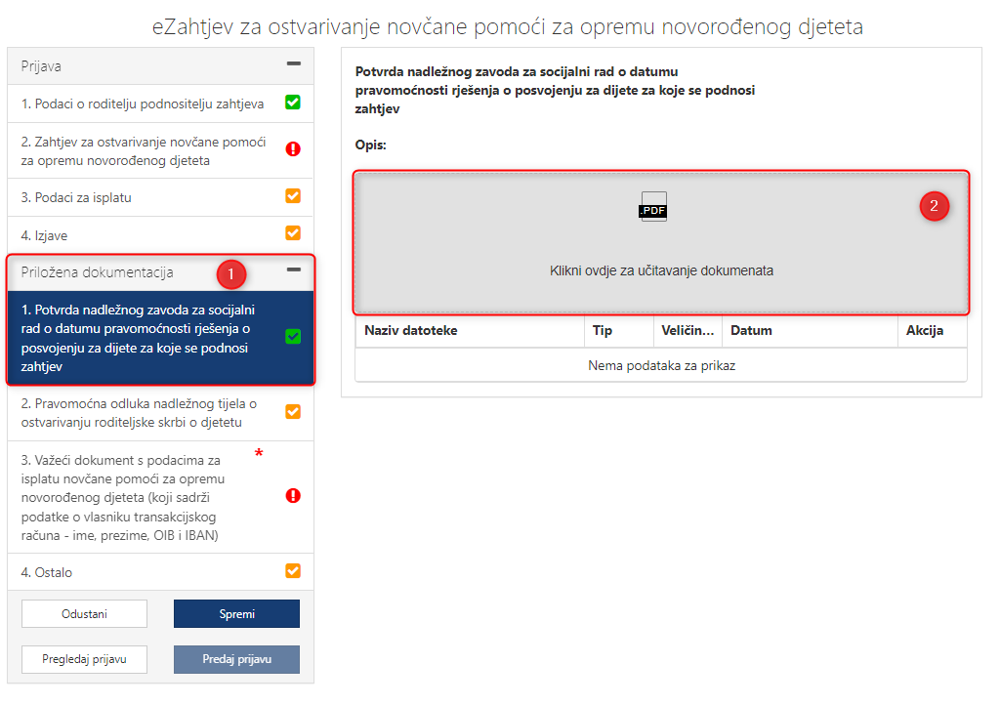 eZahtjev za ostvarivanje novčane pomoći za opremu novorođenog djeteta
Prijava
1. Podaci o roditelju podnositelju zahtjeva
2. Zahtjev za ostvarivanje novčane pomoći
za opremu novorođenog djeteta
3. Podaci za isplatu
4. Izjave
Priložena dokumentacija
1
1. Potvrda nadležnog zavoda za socijalni
rad o datumu pravomoćnosti rješenja o
posvojenju za dijete za koje se podnosi
zahtjev
2. Pravomoćna odluka nadležnog tijela o
ostvarivanju roditeljske skrbi o djetetu
3. Važeći dokument s podacima za
isplatu novčane pomoći za opremu
novorođenog djeteta (koji sadrži
podatke o vlasniku transakcijskog
računa - ime, prezime, OIB i IBAN)
*
4. Ostalo
Odustani Spremi
Pregledaj prijavu Predaj prijavu
Potvrda nadležnog zavoda za socijalni rad o datumu
pravomoćnosti rješenja o posvojenju za dijete za koje se podnosi
zahtjev
Opis:
.PDF
2
Klikni ovdje za učitavanje dokumenata
Naziv datoteke Tip Veličin... Datum Akcija
Nema podataka za prikaz